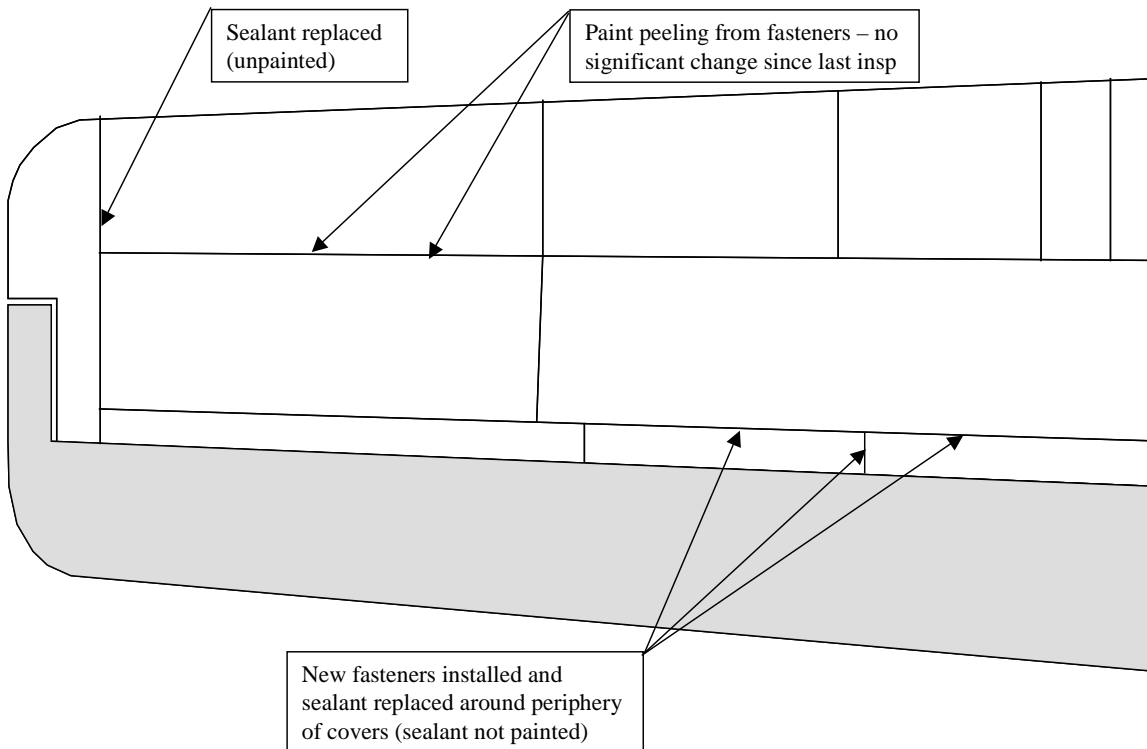 Sealant replaced
(unpainted)
Paint peeling from fasteners – no
significant change since last insp
New fasteners installed and
sealant replaced around periphery
of covers (sealant not painted)